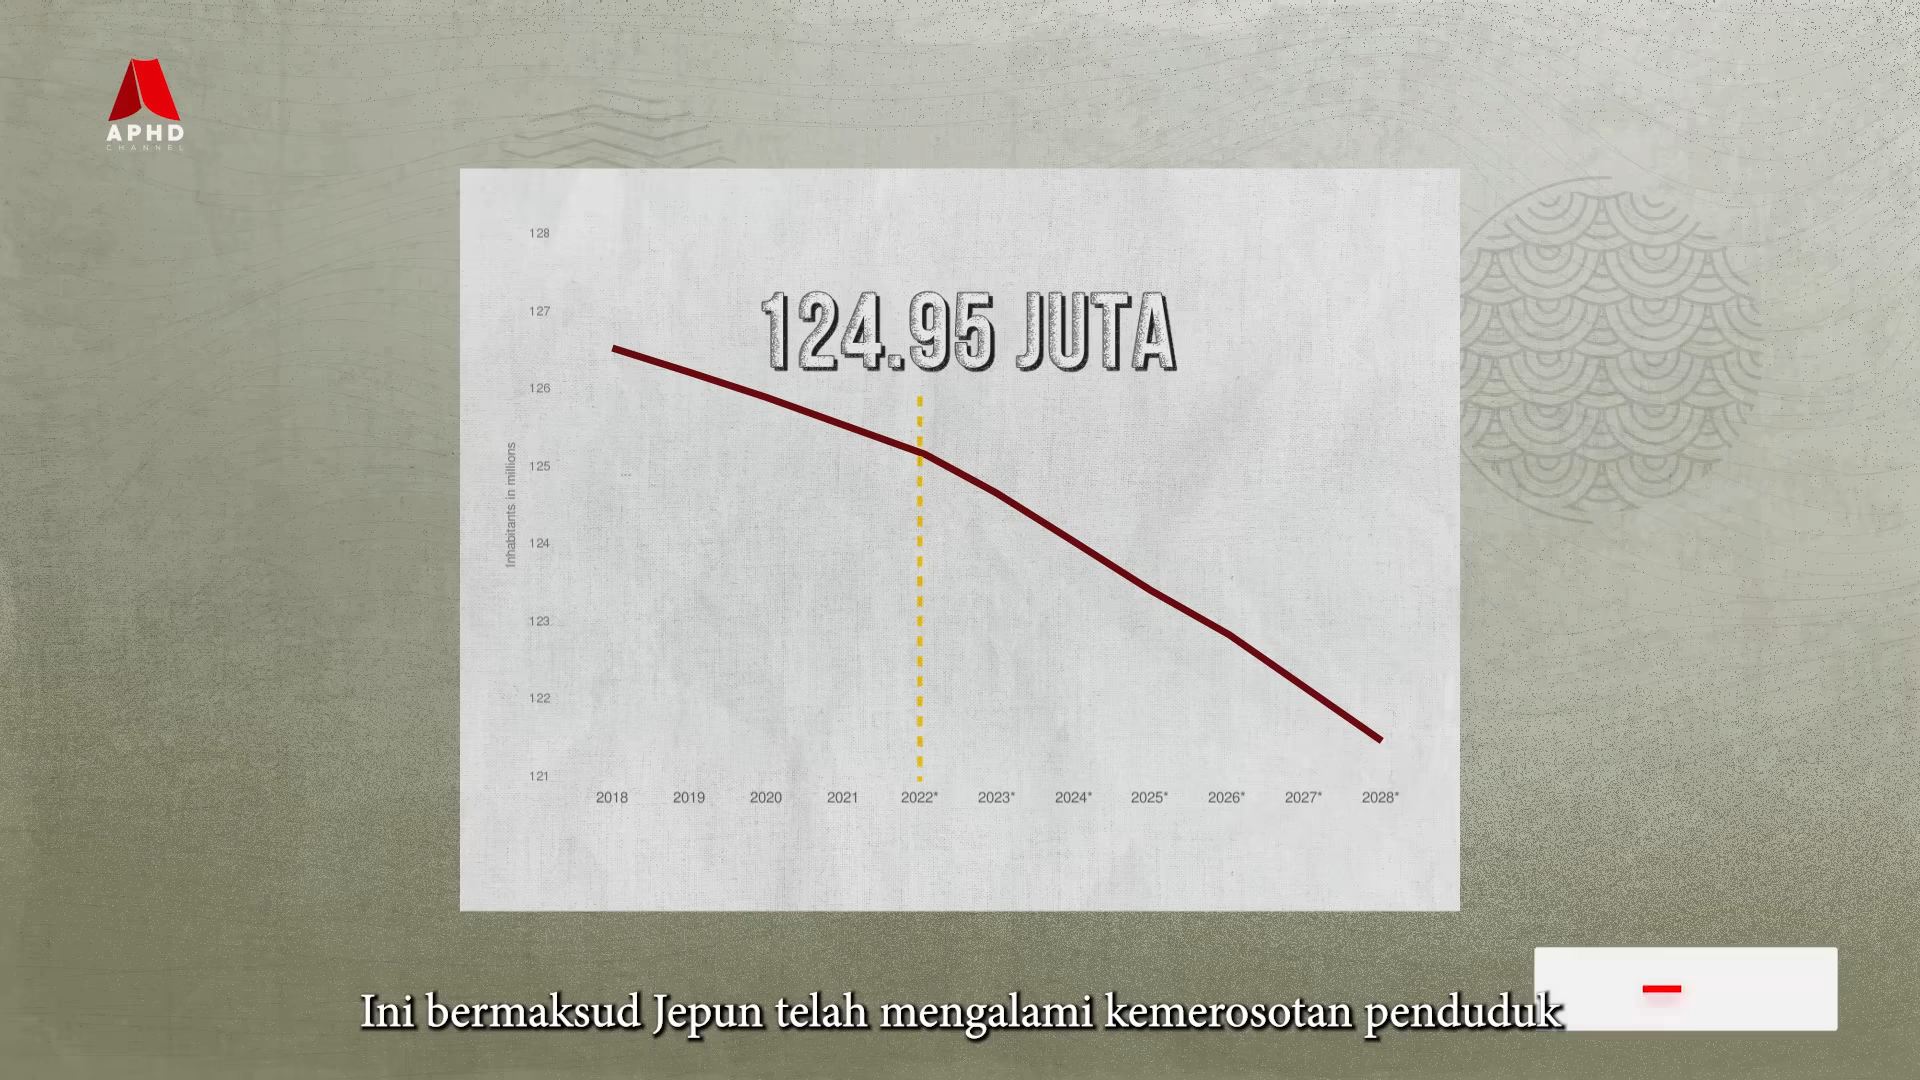 APHD
CHANNEL
128
124.95 JUTA
127
126
125
124
123
122
121
Inhabitants in millions
2018 2019 2020 2021 2022* 2023* 2024* 2025* 2026* 2027* 2028*
Ini bermaksud Jepun telah mengalami kemerosotan penduduk